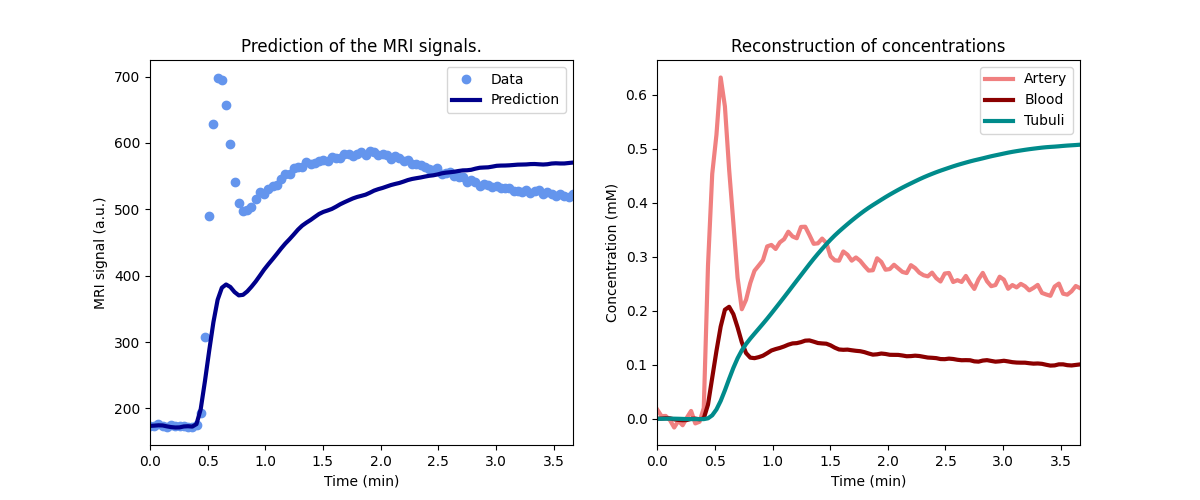 Prediction of the MRI signals.
MRI signal (a.u.)
700
600
500
400
300
200
0.0 0.5 1.0 1.5 2.0 2.5 3.0 3.5
Time (min)
Data
Prediction
Reconstruction of concentrations
Concentration (mM)
0.6
0.5
0.4
0.3
0.2
0.1
0.0
0.0 0.5 1.0 1.5 2.0 2.5 3.0 3.5
Time (min)
Artery
Blood
Tubuli